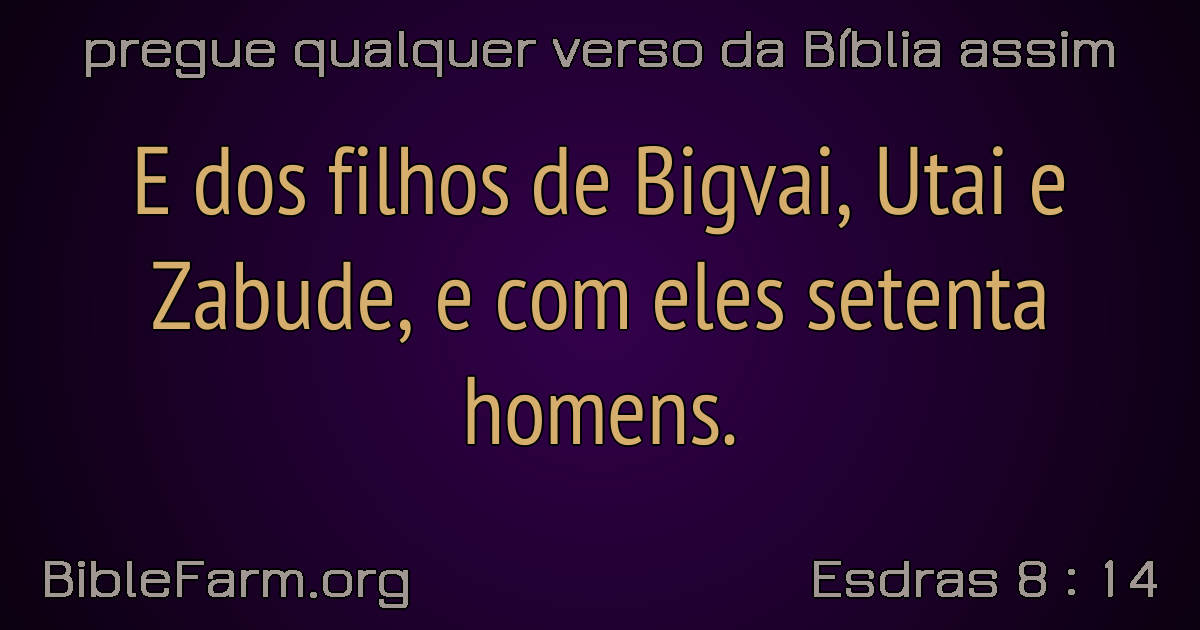 pregue qualquer verso da Bíblia assim
E dos filhos de Bigvai, Utai e
Zabude, e com eles setenta
homens.
BibleFarm.org
Esdras 8 : 14